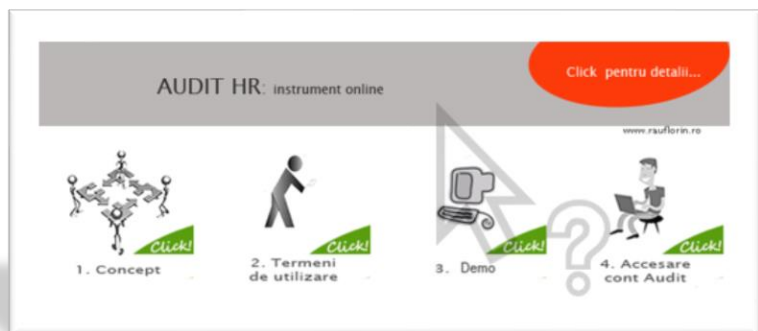 AUDIT HR: instrument online
Click pentru detalii...
www.rauflorin.ro
Click!
1. Concept
Click!
2. Termeni
de utilizare
Click!
3. Demo
Click!
4. Accesare
cont Audit